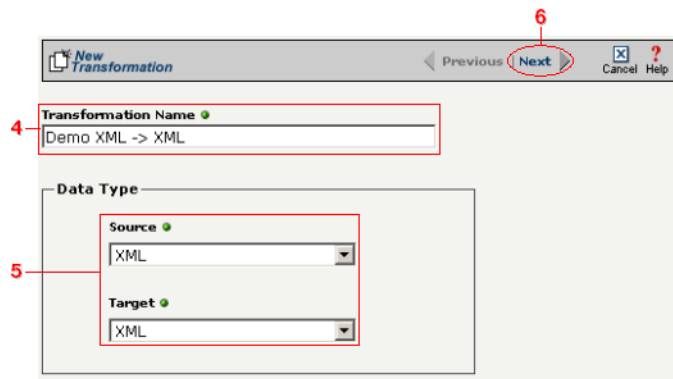 6
New
Transformation
Previous | Next
Cancel Help
4
Transformation Name
Demo XML -> XML
Data Type
5
Source
XML
Target
XML